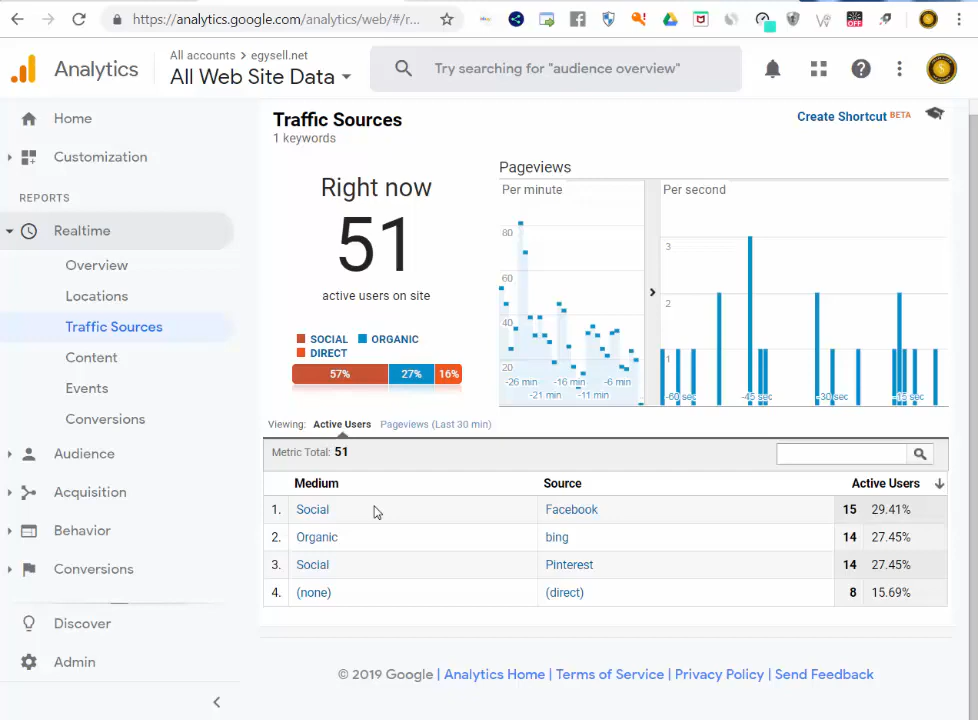 https://analytics.google.com/analytics/web/#/r...
OFF
Analytics
All accounts > egysell.net
All Web Site Data
Try searching for "audience overview"
Home
Customization
REPORTS
Realtime
Overview
Locations
Traffic Sources
Content
Events
Conversions
Audience
Acquisition
Behavior
Conversions
Discover
Admin
Traffic Sources
1 keywords
Create Shortcut BETA
Right now
51
active users on site
SOCIAL ORGANIC
DIRECT
57% 27% 16%
Pageviews
Per minute
80
60
40
20
-26 min -16 min -6 min
-21 min -11 min
Per second
3
2
1
-60 sec -45 sec -30 sec -15 sec
Viewing: Active Users Pageviews (Last 30 min)
Metric Total: 51
Medium Source Active Users
1. Social Facebook 15 29.41%
2. Organic bing 14 27.45%
3. Social Pinterest 14 27.45%
4. (none) (direct) 8 15.69%
© 2019 Google | Analytics Home | Terms of Service | Privacy Policy | Send Feedback